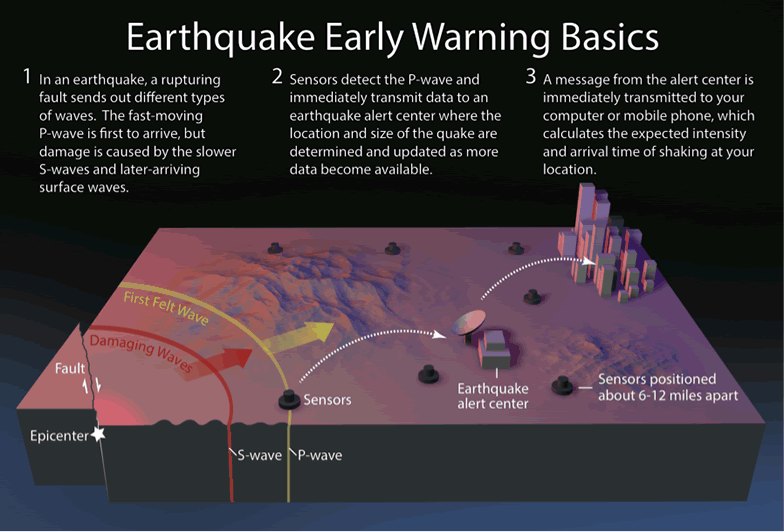 Earthquake Early Warning Basics
1 In an earthquake, a rupturing
fault sends out different types
of waves. The fast-moving
P-wave is first to arrive, but
damage is caused by the slower
S-waves and later-arriving
surface waves.
2 Sensors detect the P-wave and
immediately transmit data to an
earthquake alert center where the
location and size of the quake are
determined and updated as more
data become available.
3 A message from the alert center is
immediately transmitted to your
computer or mobile phone, which
calculates the expected intensity
and arrival time of shaking at your
location.
First Felt Wave
Damaging Waves
Fault
Sensors
Earthquake
alert center
Sensors positioned
about 6-12 miles apart
Epicenter
S-wave
P-wave